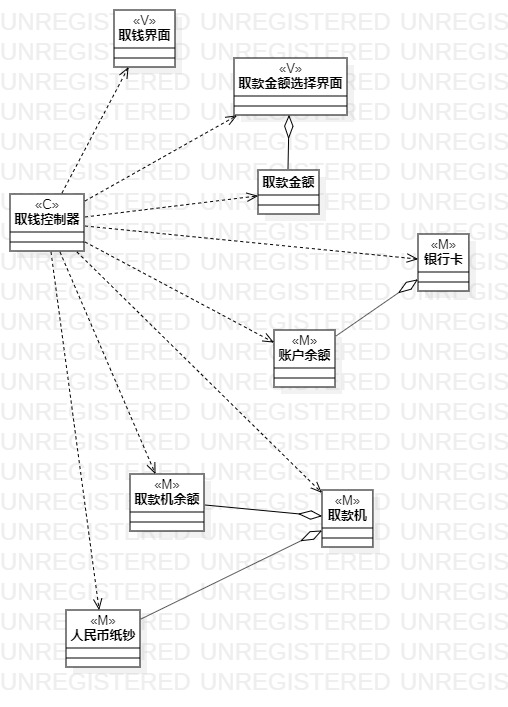 «V»
取钱界面
«V»
取款金额选择界面
取款金额
«C»
取钱控制器
«M»
银行卡
«M»
账户余额
«M»
取款机余额
«M»
取款机
«M»
人民币纸钞
UNREGISTERED